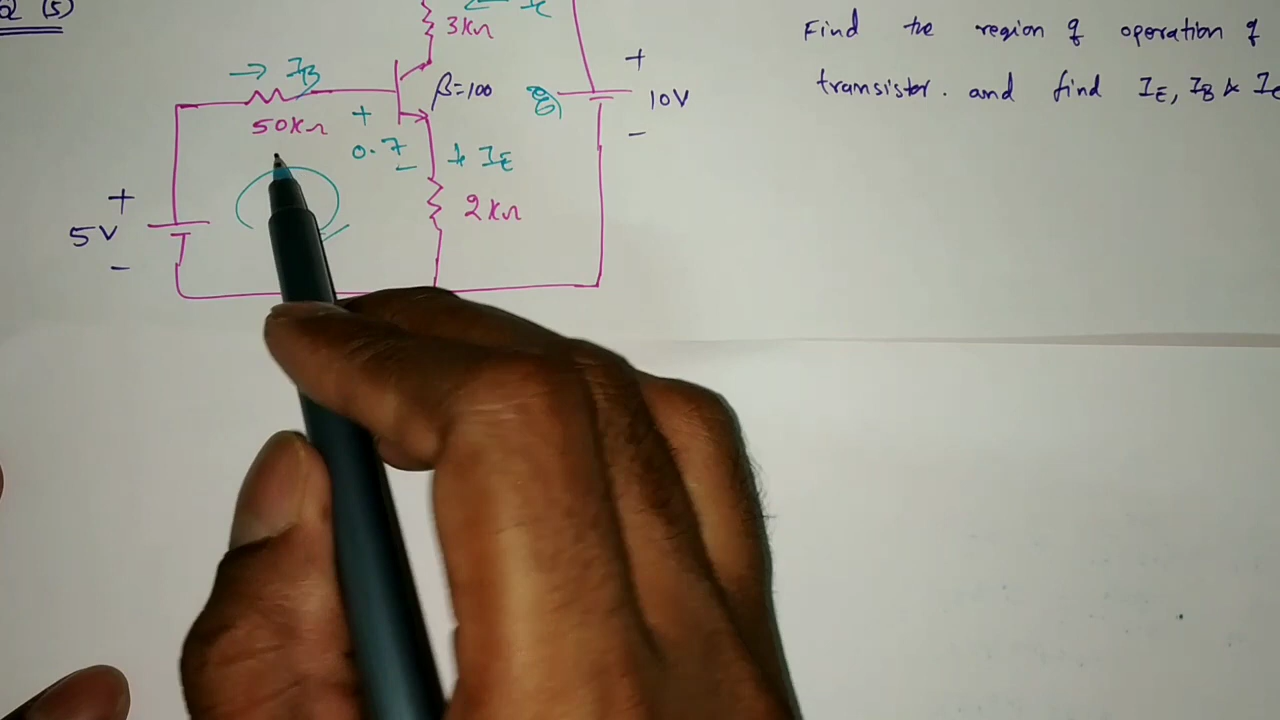 Q (5)
Ic
3kΩ
Find the region of operation of
→ IB
+
β=100
10V
transistor. and find IE, IB & Ic
50kΩ
+
0.7
-
↓ IE
-
+
2kΩ
5V
-